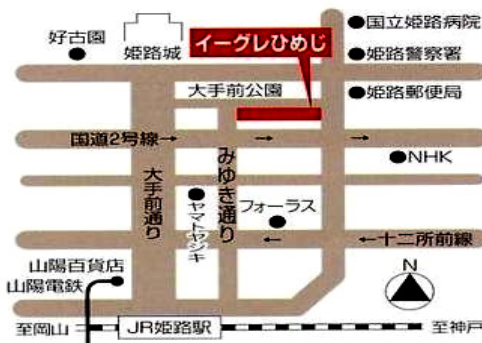 国立姫路病院
好古園
姫路城
イーグレひめじ
姫路警察署
大手前公園
姫路郵便局
国道2号線→
→
→
みゆき通り
NHK
大手前通り
ヤマトヤシキ
フォーラス
←
←十二所前線
山陽百貨店
山陽電鉄
N
至岡山
JR姫路駅
至神戸